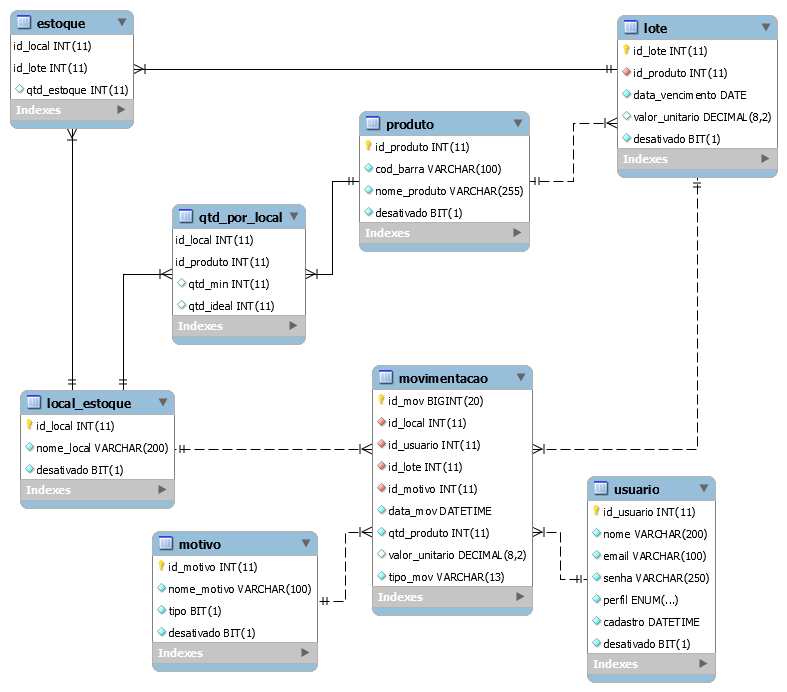 estoque
id_local INT(11)
id_lote INT(11)
qtd_estoque INT(11)
Indexes
lote
id_lote INT(11)
id_produto INT(11)
data_vencimento DATE
valor_unitario DECIMAL(8,2)
desativado BIT(1)
Indexes
produto
id_produto INT(11)
cod_barra VARCHAR(100)
nome_produto VARCHAR(255)
desativado BIT(1)
Indexes
qtd_por_local
id_local INT(11)
id_produto INT(11)
qtd_min INT(11)
qtd_ideal INT(11)
Indexes
local_estoque
id_local INT(11)
nome_local VARCHAR(200)
desativado BIT(1)
Indexes
movimentacao
id_mov BIGINT(20)
id_local INT(11)
id_usuario INT(11)
id_lote INT(11)
id_motivo INT(11)
data_mov DATETIME
qtd_produto INT(11)
valor_unitario DECIMAL(8,2)
tipo_mov VARCHAR(13)
Indexes
motivo
id_motivo INT(11)
nome_motivo VARCHAR(100)
tipo BIT(1)
desativado BIT(1)
Indexes
usuario
id_usuario INT(11)
nome VARCHAR(200)
email VARCHAR(100)
senha VARCHAR(250)
perfil ENUM(...)
cadastro DATETIME
desativado BIT(1)
Indexes